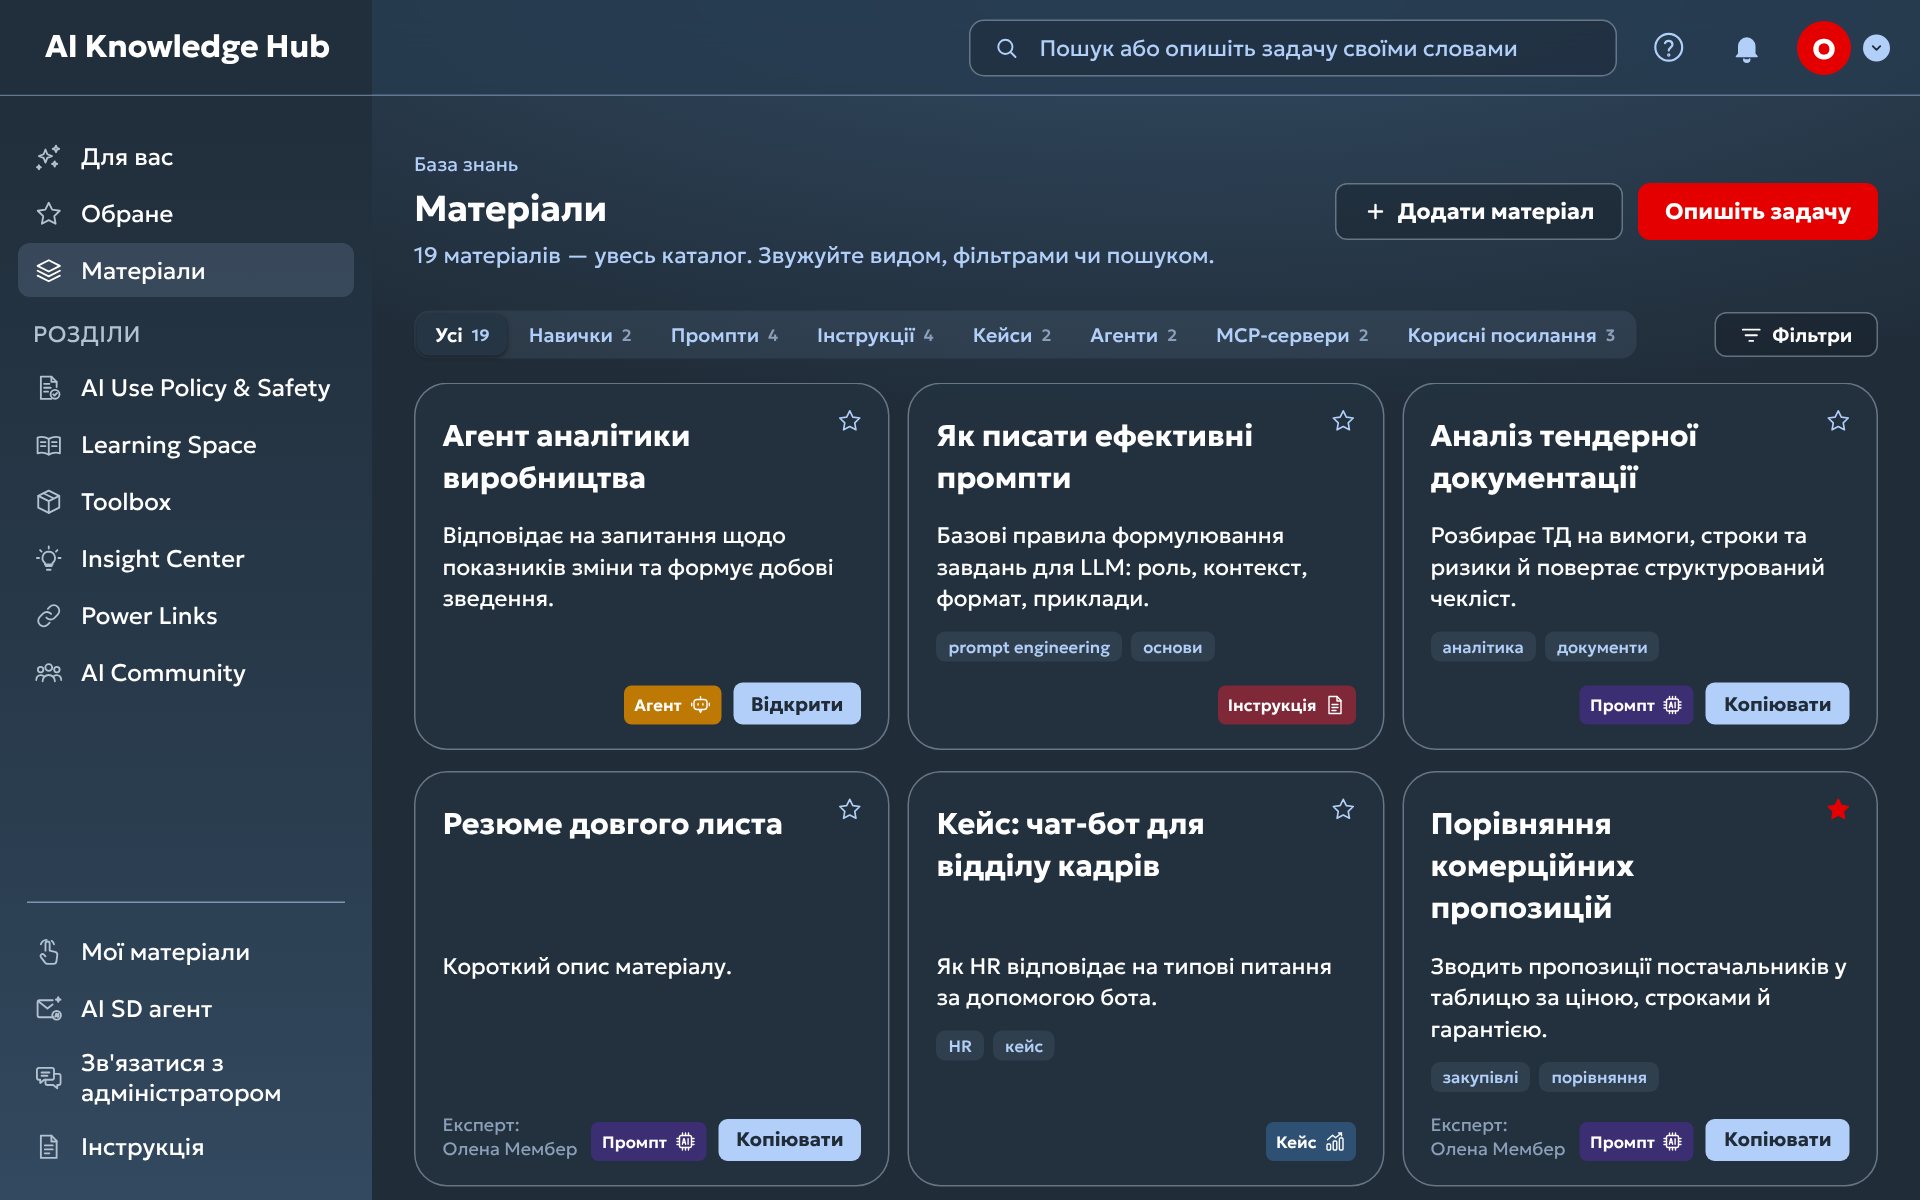 AI Knowledge Hub
Пошук або опишіть задачу своїми словами
O
Для вас
Обране
Матеріали
РОЗДІЛИ
AI Use Policy & Safety
Learning Space
Toolbox
Insight Center
Power Links
AI Community
Мої матеріали
AI SD агент
Зв'язатися з
адміністратором
Інструкція
База знань
Матеріали
19 матеріалів — увесь каталог. Звужуйте видом, фільтрами чи пошуком.
+ Додати матеріал
Опишіть задачу
Усі 19 Навички 2 Промпти 4 Інструкції 4 Кейси 2 Агенти 2 MCP-сервери 2 Корисні посилання 3
Фільтри
Агент аналітики
виробництва
Відповідає на запитання щодо
показників зміни та формує добові
зведення.
Агент Відкрити
Як писати ефективні
промпти
Базові правила формулювання
завдань для LLM: роль, контекст,
формат, приклади.
prompt engineering основи
Інструкція
Аналіз тендерної
документації
Розбирає ТД на вимоги, строки та
ризики й повертає структурований
чекліст.
аналітика документи
Промпт AI Копіювати
Резюме довгого листа
Короткий опис матеріалу.
Експерт:
Олена Мембер
Промпт AI Копіювати
Кейс: чат-бот для
відділу кадрів
Як HR відповідає на типові питання
за допомогою бота.
HR кейс
Кейс
Порівняння
комерційних
пропозицій
Зводить пропозиції постачальників у
таблицю за ціною, строками й
гарантією.
закупівлі порівняння
Експерт:
Олена Мембер
Промпт AI Копіювати